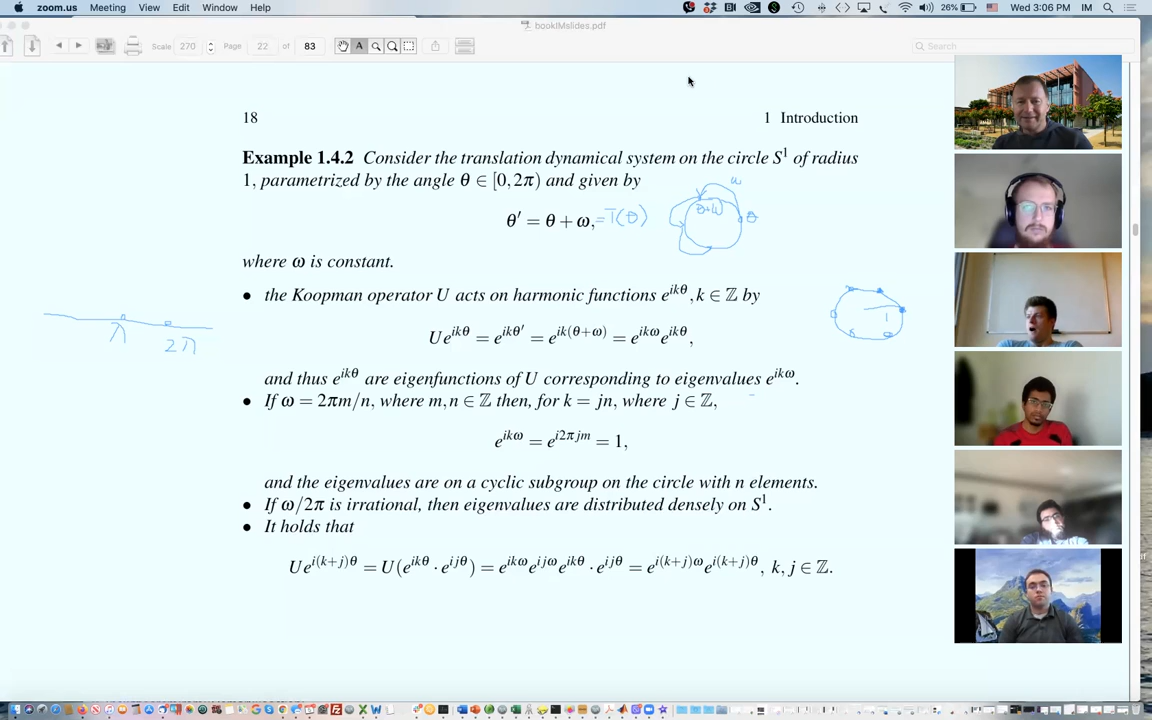 zoom.us Meeting View Edit Window Help 26% Wed 3:06 PM IM
bookIMslides.pdf
Scale 270 Page 22 of 83 A Search
18 1 Introduction
Example 1.4.2 Consider the translation dynamical system on the circle S¹ of radius
1, parametrized by the angle θ ∈ [0, 2π) and given by
θ′ = θ + ω, = T(θ)
ω
θ+ω
θ
where ω is constant.
• the Koopman operator U acts on harmonic functions e^{ikθ}, k ∈ ℤ by
Ue^{ikθ} = e^{ikθ′} = e^{ik(θ+ω)} = e^{ikω}e^{ikθ},
1
π
2π
and thus e^{ikθ} are eigenfunctions of U corresponding to eigenvalues e^{ikω}.
• If ω = 2πm/n, where m, n ∈ ℤ then, for k = jn, where j ∈ ℤ,
e^{ikω} = e^{i2πjm} = 1,
and the eigenvalues are on a cyclic subgroup on the circle with n elements.
• If ω/2π is irrational, then eigenvalues are distributed densely on S¹.
• It holds that
Ue^{i(k+j)θ} = U(e^{ikθ} · e^{ijθ}) = e^{ikω}e^{ijω}e^{ikθ} · e^{ijθ} = e^{i(k+j)ω}e^{i(k+j)θ}, k, j ∈ ℤ.